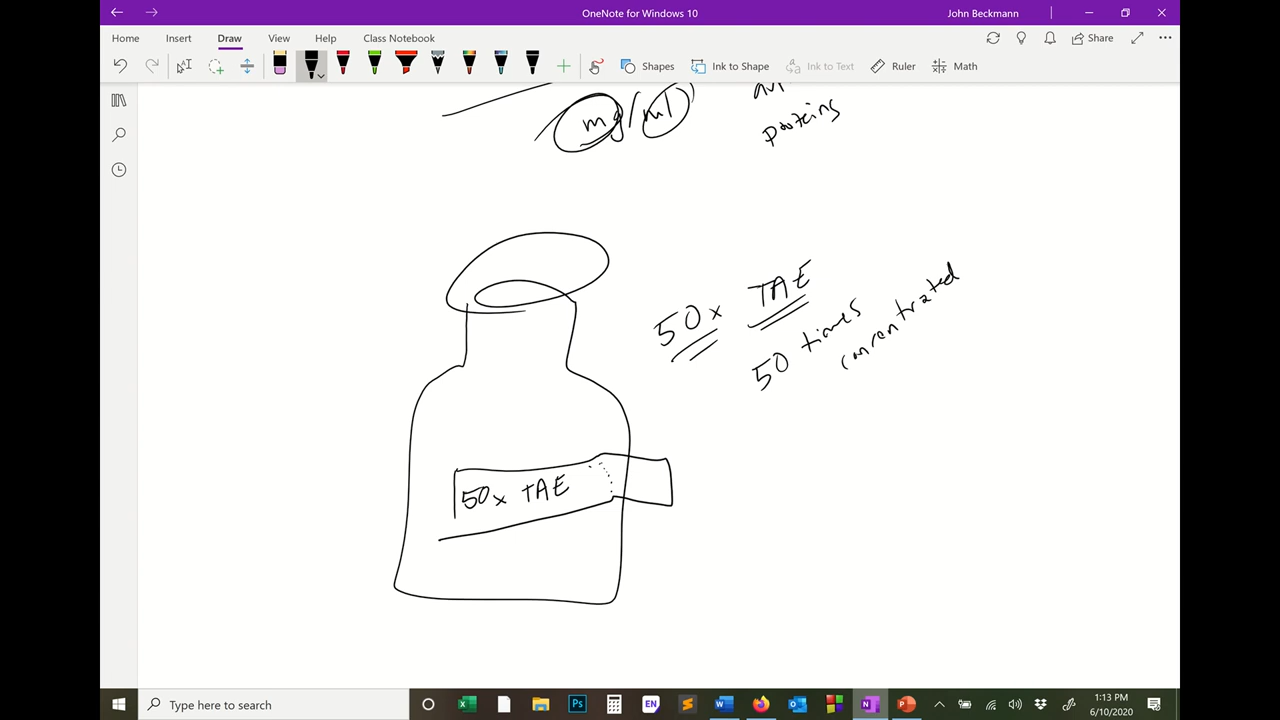 OneNote for Windows 10
John Beckmann
Home Insert Draw View Help Class Notebook
Share
Shapes Ink to Shape Ink to Text Ruler Math
mg/ml
proteins
50x TAE
50 times
concentrated
50x TAE
Type here to search
EN
1:13 PM
6/10/2020